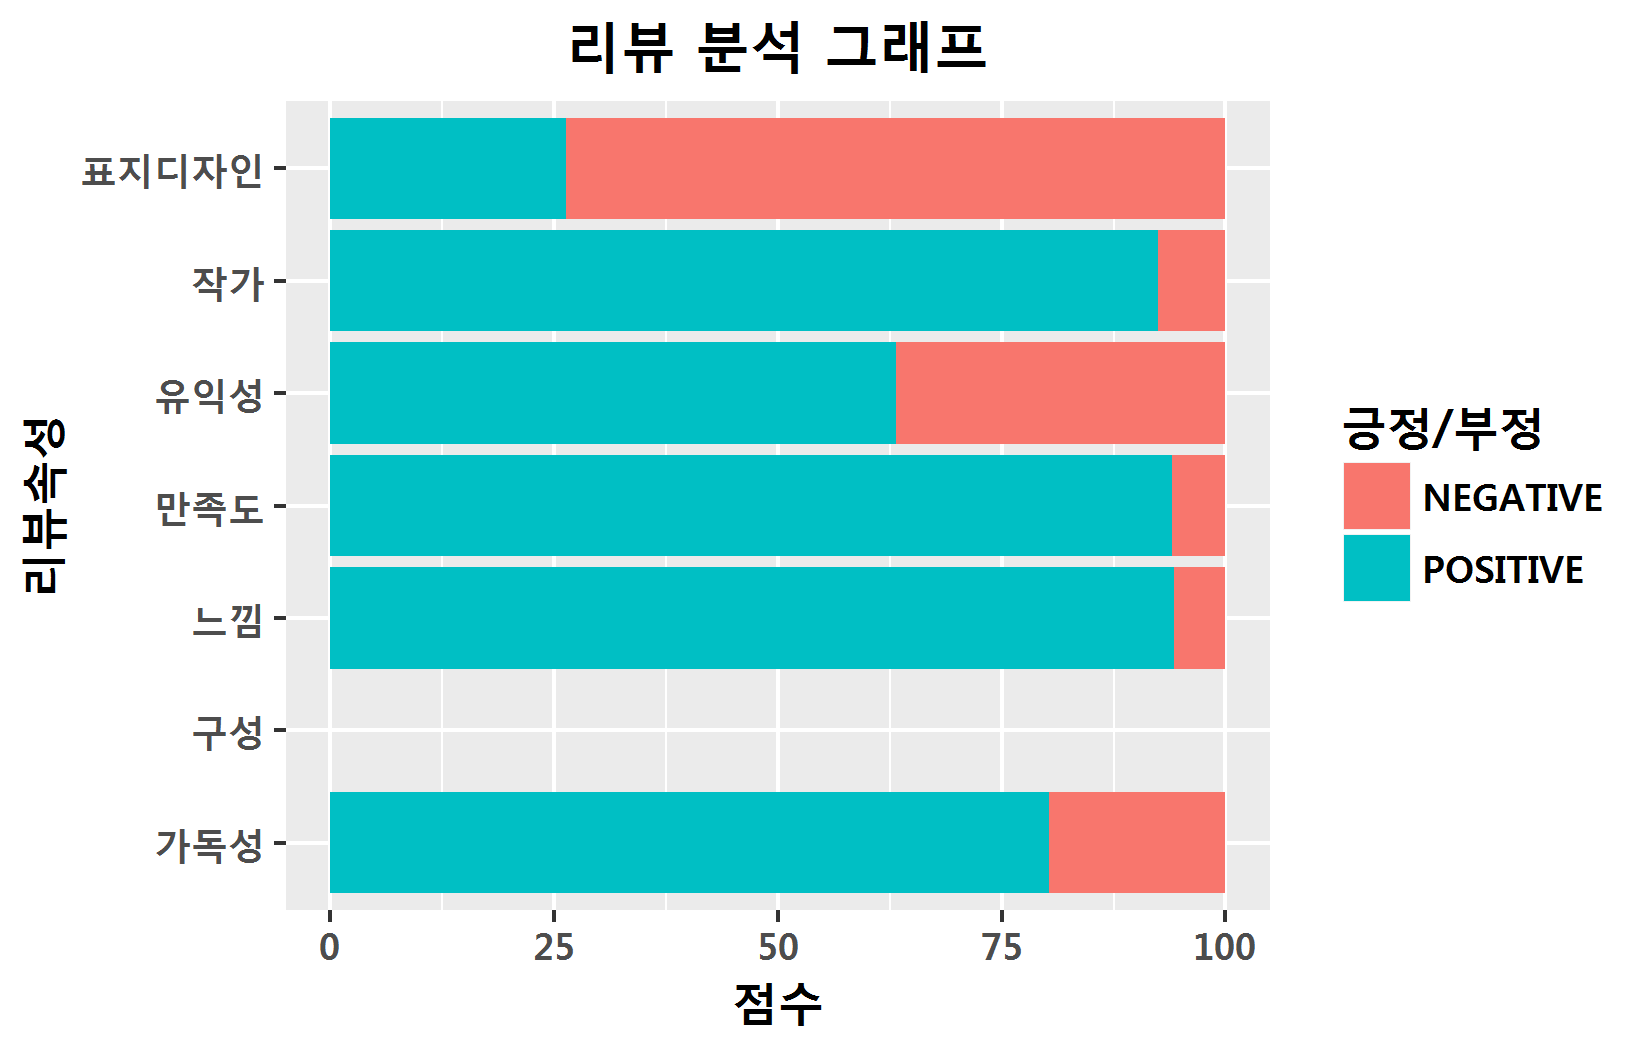 리뷰 분석 그래프
리뷰속성
표지디자인
작가
유익성
만족도
느낌
구성
가독성
0 25 50 75 100
점수
긍정/부정
NEGATIVE
POSITIVE